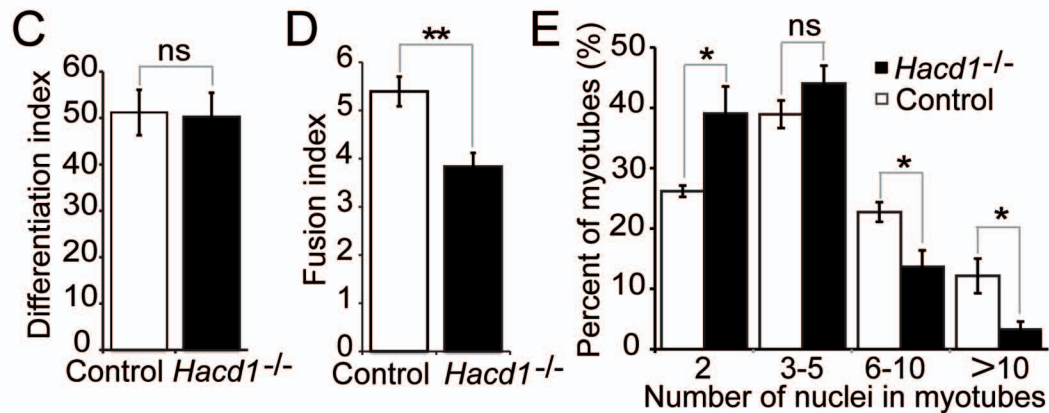 C
ns
Differentiation index
60
50
40
30
20
10
0
Control Hacd1-/-
D
**
Fusion index
6
5
4
3
2
1
0
Control Hacd1-/-
E
* ns * *
Hacd1-/-
Control
Percent of myotubes (%)
50
40
30
20
10
0
2 3-5 6-10 >10
Number of nuclei in myotubes